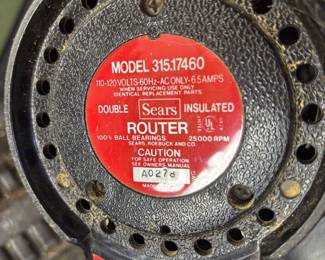 MODEL 315.17460
110-120 VOLTS-60Hz-AC ONLY-6.5 AMPS
WHEN SERVICING USE ONLY
IDENTICAL REPLACEMENT PARTS
DOUBLE Sears INSULATED
ROUTER
100% BALL BEARINGS 25000 RPM
SEARS, ROEBUCK AND CO.
CAUTION
FOR SAFE OPERATION
SEE OWNERS MANUAL
A0278